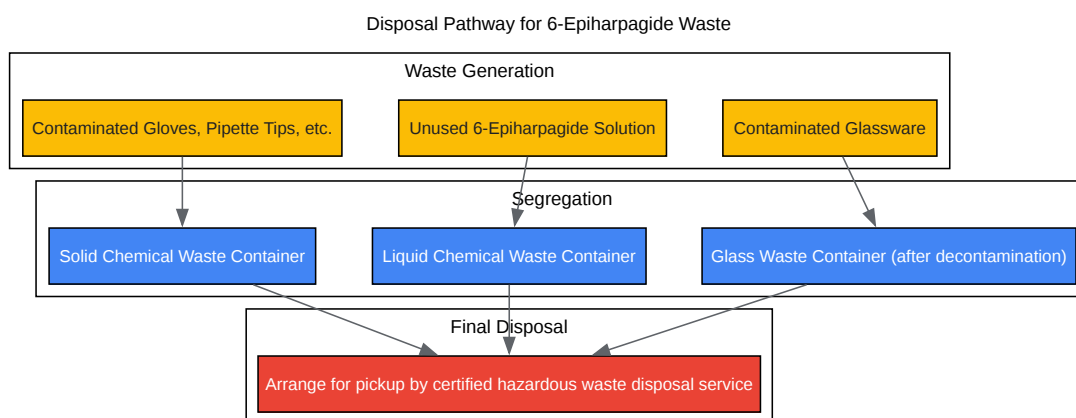 Disposal Pathway for 6-Epiharpagide Waste
Waste Generation
Contaminated Gloves, Pipette Tips, etc.
Unused 6-Epiharpagide Solution
Contaminated Glassware
Segregation
Solid Chemical Waste Container
Liquid Chemical Waste Container
Glass Waste Container (after decontamination)
Final Disposal
Arrange for pickup by certified hazardous waste disposal service